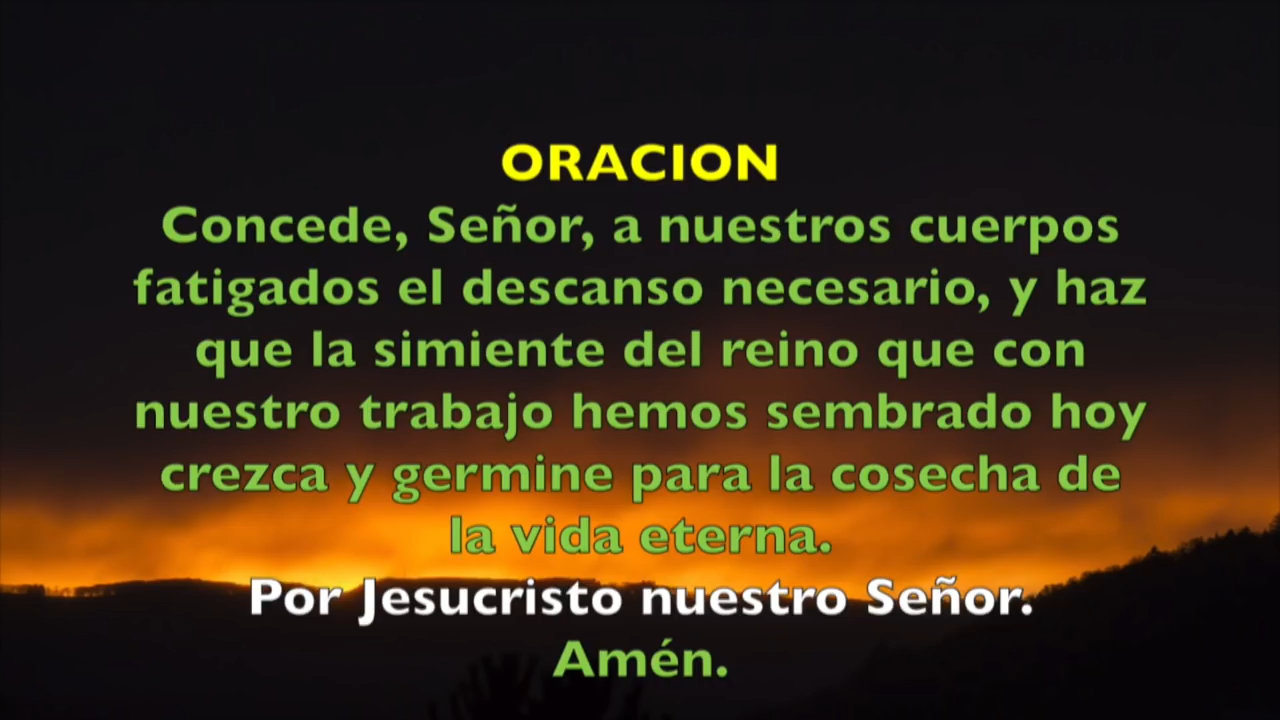 ORACION
Concede, Señor, a nuestros cuerpos
fatigados el descanso necesario, y haz
que la simiente del reino que con
nuestro trabajo hemos sembrado hoy
crezca y germine para la cosecha de
la vida eterna.
Por Jesucristo nuestro Señor.
Amén.